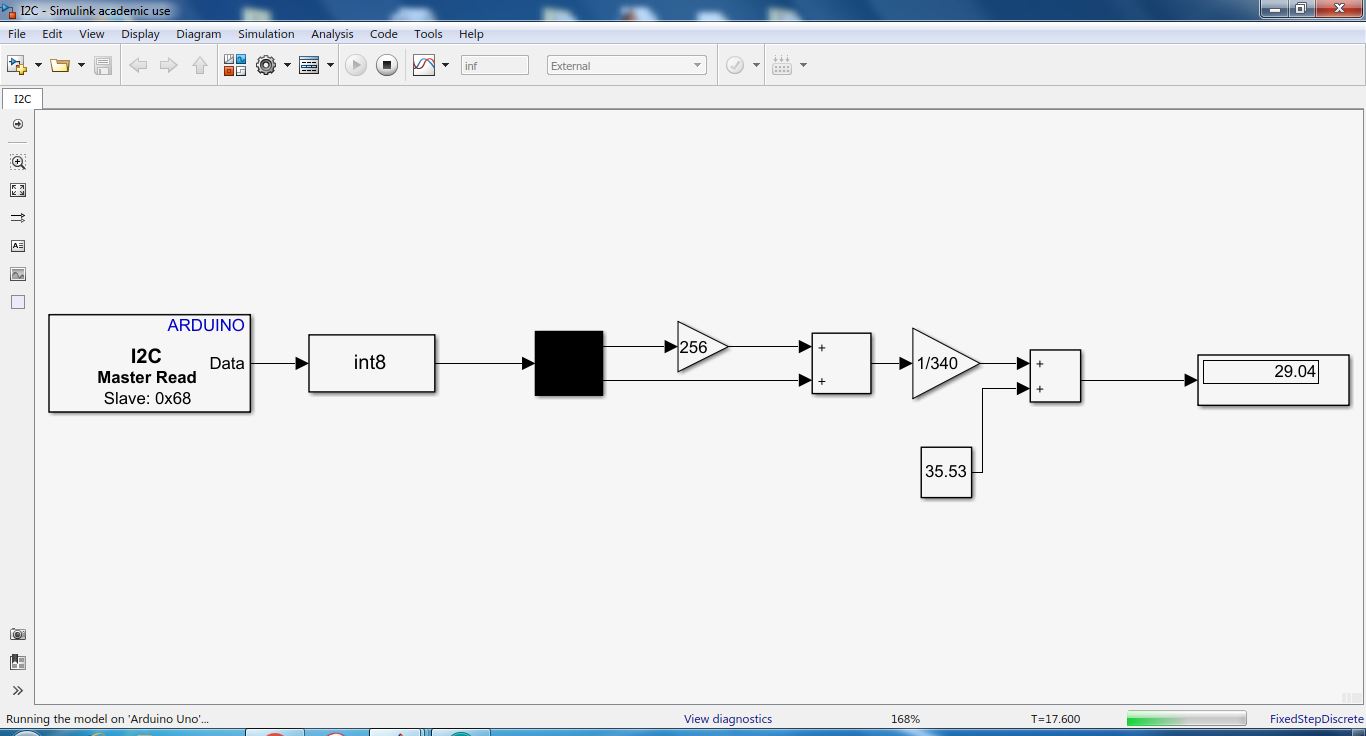 I2C - Simulink academic use
File Edit View Display Diagram Simulation Analysis Code Tools Help
inf External
I2C
ARDUINO
I2C
Master Read
Slave: 0x68
Data
int8
256
+
+
1/340
+
+
35.53
29.04
Running the model on 'Arduino Uno'... View diagnostics 168% T=17.600 FixedStepDiscrete